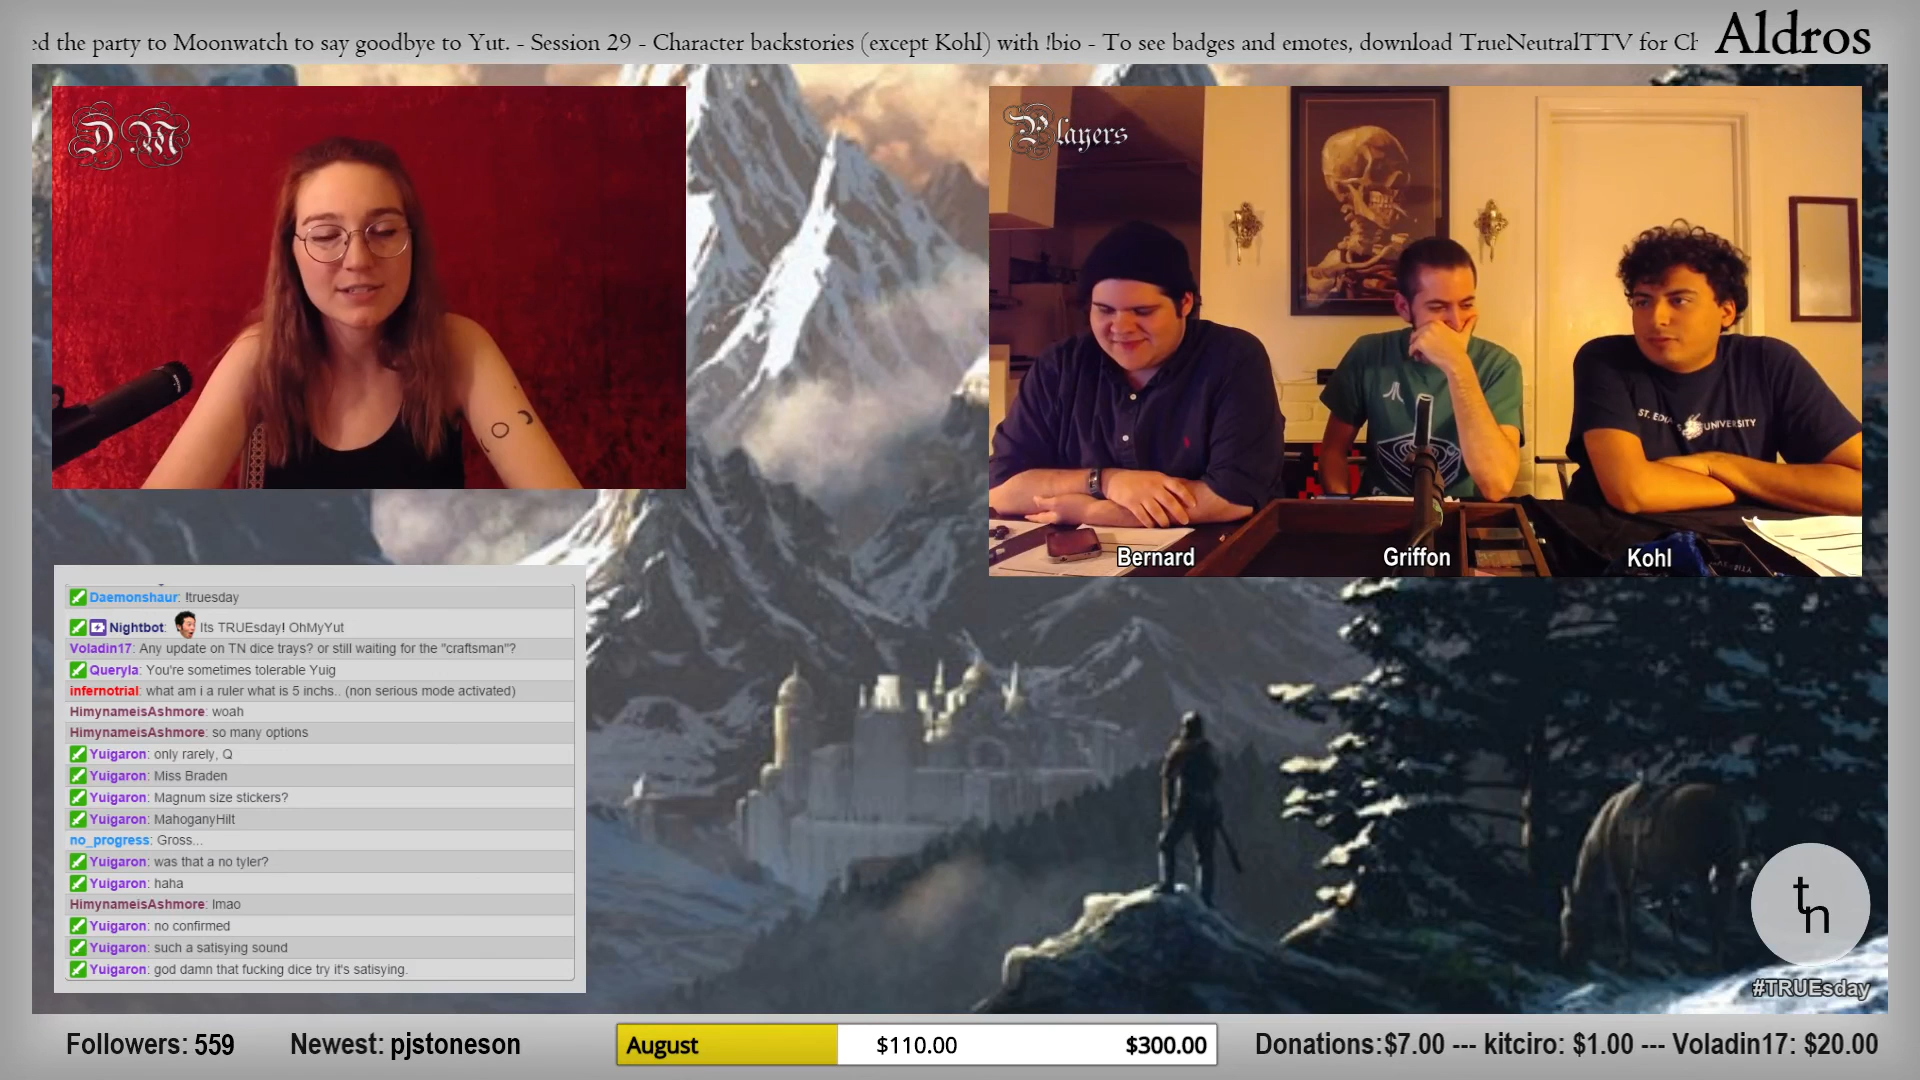 ed the party to Moonwatch to say goodbye to Yut. - Session 29 - Character backstories (except Kohl) with !bio - To see badges and emotes, download TrueNeutralTTV for Ch
Aldros
DM
Players
ST. EDWARD'S UNIVERSITY
Bernard
Griffon
Kohl
Daemonshaur: !truesday
Nightbot: Its TRUEsday! OhMyYut
Voladin17: Any update on TN dice trays? or still waiting for the "craftsman"?
Queryla: You're sometimes tolerable Yuig
infernotrial: what am i a ruler what is 5 inchs.. (non serious mode activated)
HimynameisAshmore: woah
HimynameisAshmore: so many options
Yuigaron: only rarely, Q
Yuigaron: Miss Braden
Yuigaron: Magnum size stickers?
Yuigaron: MahoganyHilt
no_progress: Gross...
Yuigaron: was that a no tyler?
Yuigaron: haha
HimynameisAshmore: lmao
Yuigaron: no confirmed
Yuigaron: such a satisying sound
Yuigaron: god damn that fucking dice try it's satisying.
tn
#TRUEsday
Followers: 559
Newest: pjstoneson
August
$110.00
$300.00
Donations:$7.00 --- kitciro: $1.00 --- Voladin17: $20.00